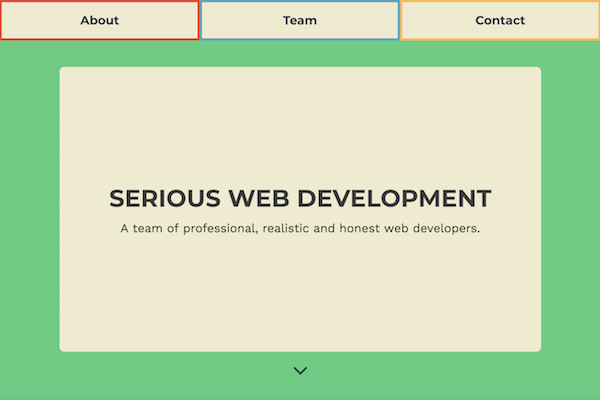 About
Team
Contact
SERIOUS WEB DEVELOPMENT
A team of professional, realistic and honest web developers.